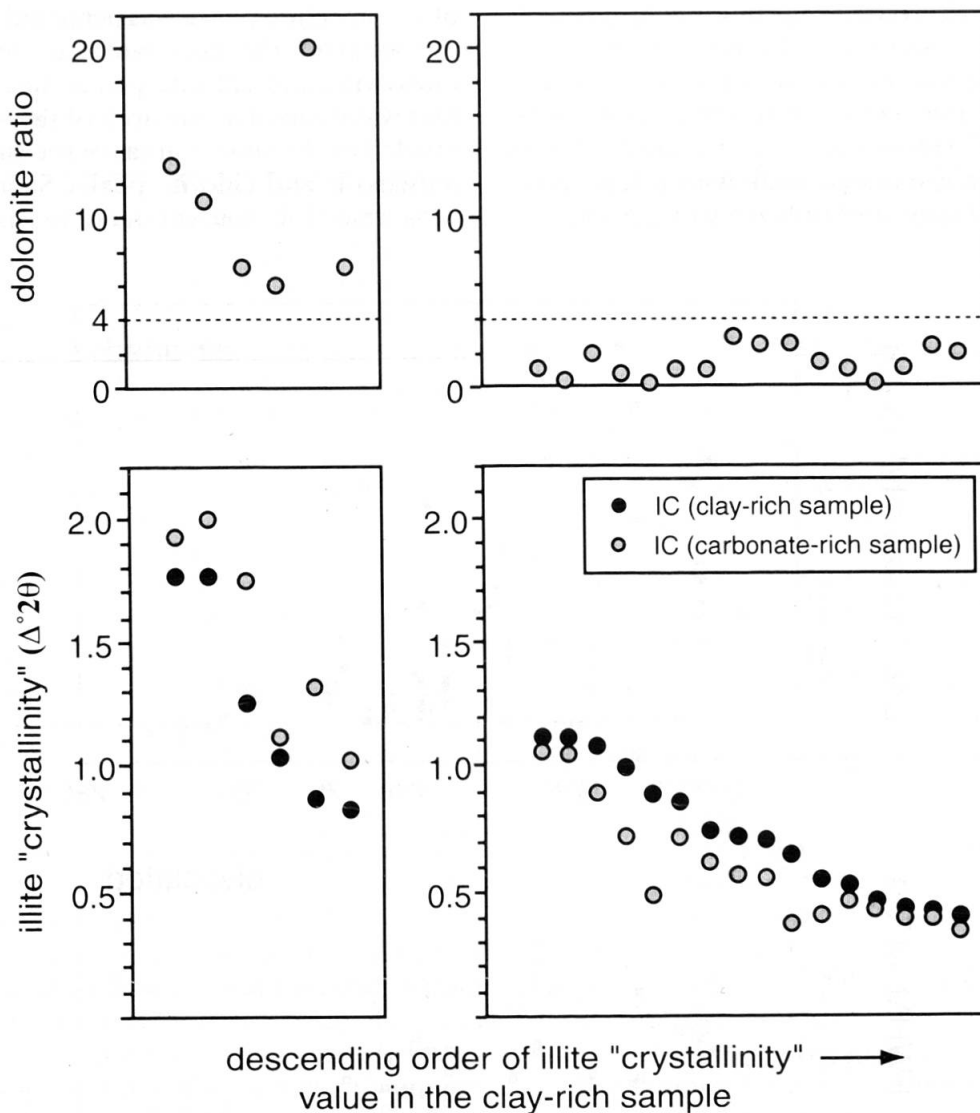 20
10
4
0
dolomite ratio
20
10
4
0
2.0
1.5
1.0
0.5
illite "crystallinity" (Δ°2θ)
2.0
1.5
1.0
0.5
IC (clay-rich sample)
IC (carbonate-rich sample)
descending order of illite "crystallinity"
value in the clay-rich sample